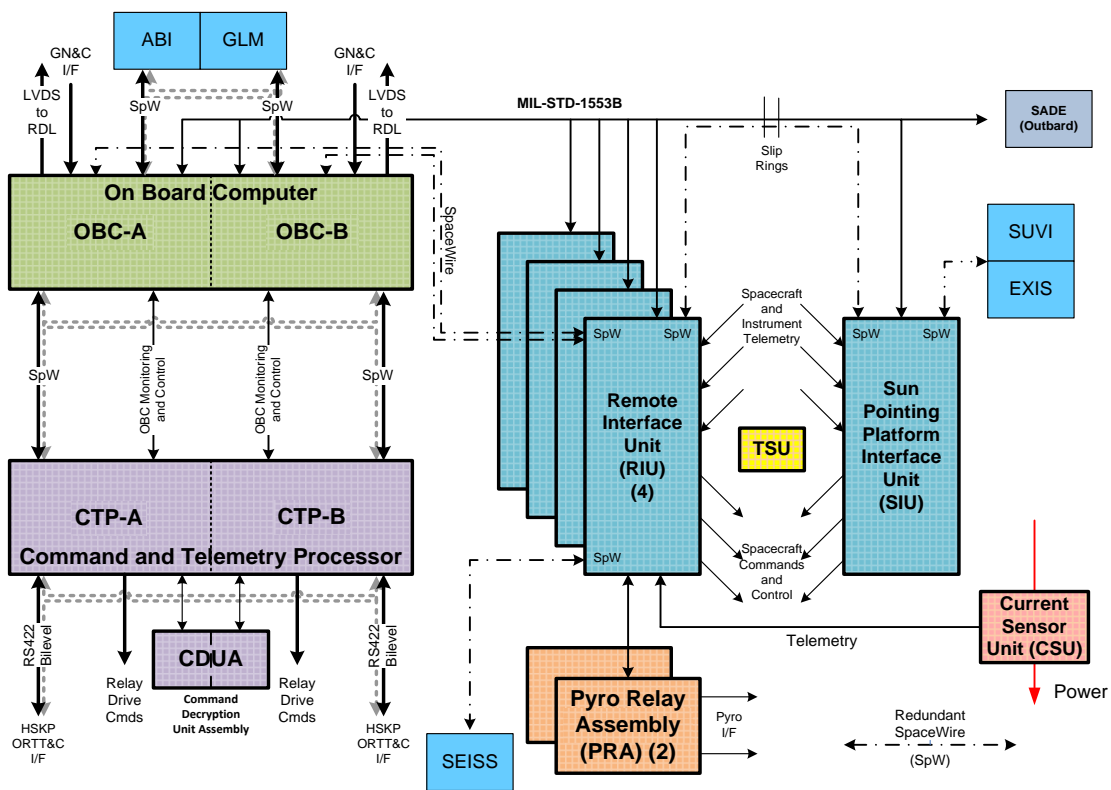 ABI
GLM
GN&C
I/F
GN&C
I/F
LVDS
to
RDL
SpW
SpW
LVDS
to
RDL
MIL-STD-1553B
Slip
Rings
SADE
(Outbard)
On Board Computer
OBC-A
OBC-B
SpaceWire
SUVI
EXIS
SpW
OBC Monitoring
and Control
OBC Monitoring
and Control
SpW
SpW
SpW
Spacecraft
and
Instrument
Telemetry
SpW
SpW
Remote
Interface
Unit
(RIU)
(4)
SpW
TSU
Sun
Pointing
Platform
Interface
Unit
(SIU)
CTP-A
CTP-B
Command and Telemetry Processor
Spacecraft
Commands
and
Control
RS422
Bilevel
CDUA
RS422
Bilevel
Relay
Drive
Cmds
Command
Decryption
Unit Assembly
Relay
Drive
Cmds
HSKP
ORTT&C
I/F
HSKP
ORTT&C
I/F
Telemetry
Current
Sensor
Unit (CSU)
Power
SEISS
Pyro Relay
Assembly
(PRA) (2)
Pyro
I/F
Redundant
SpaceWire
(SpW)